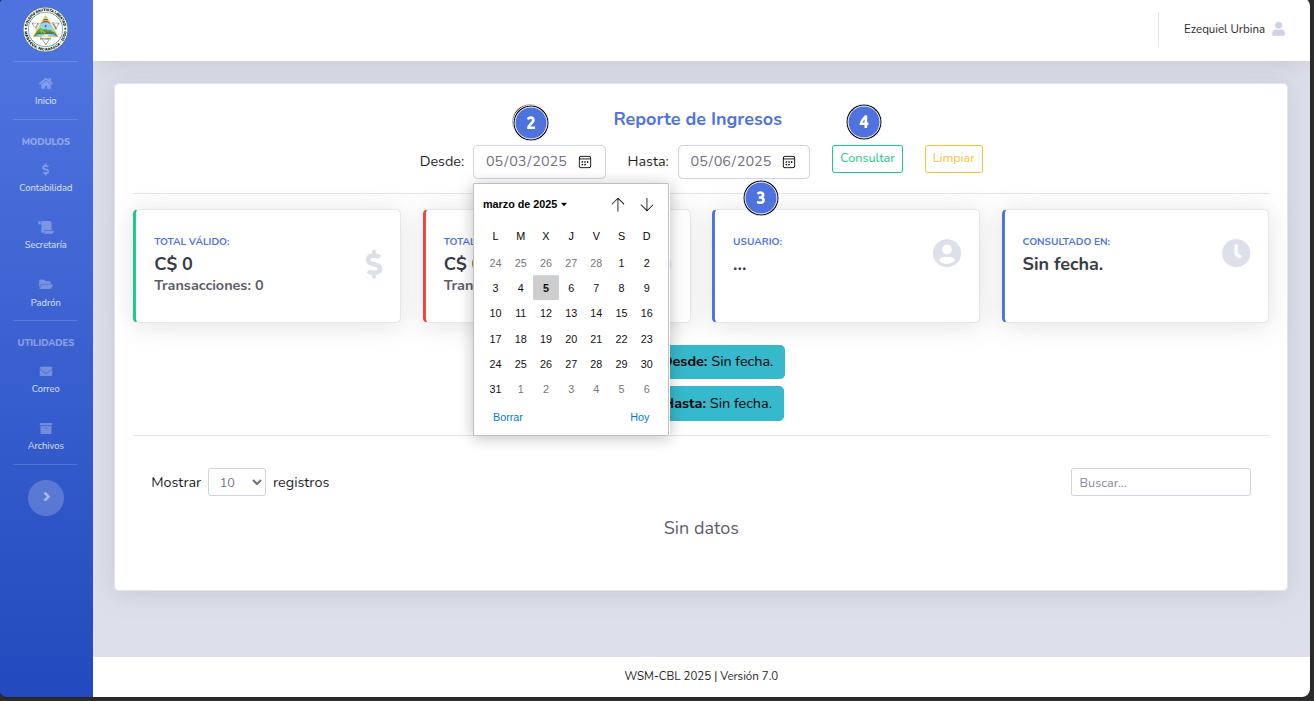 Ezequiel Urbina
Inicio
MODULOS
Contabilidad
Secretaría
Padrón
UTILIDADES
Correo
Archivos
2
Reporte de Ingresos
4
Desde: 05/03/2025 Hasta: 05/06/2025 Consultar Limpiar
3
marzo de 2025
L M X J V S D
24 25 26 27 28 1 2
3 4 5 6 7 8 9
10 11 12 13 14 15 16
17 18 19 20 21 22 23
24 25 26 27 28 29 30
31 1 2 3 4 5 6
Borrar Hoy
TOTAL VÁLIDO:
C$ 0
Transacciones: 0
TOTAL
C$
Tran
USUARIO:
...
CONSULTADO EN:
Sin fecha.
esde: Sin fecha.
asta: Sin fecha.
Mostrar 10 registros
Buscar...
Sin datos
WSM-CBL 2025 | Versión 7.0